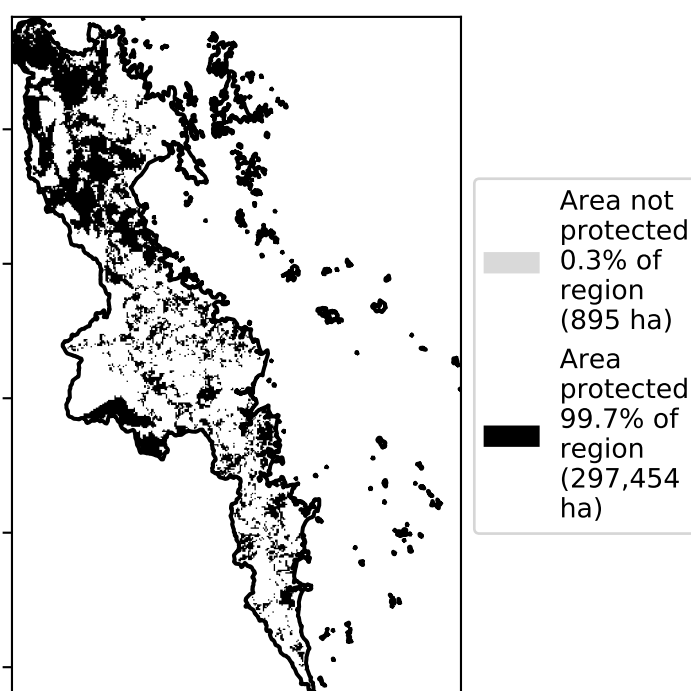 Area not
protected
0.3% of
region
(895 ha)
Area
protected
99.7% of
region
(297,454
ha)